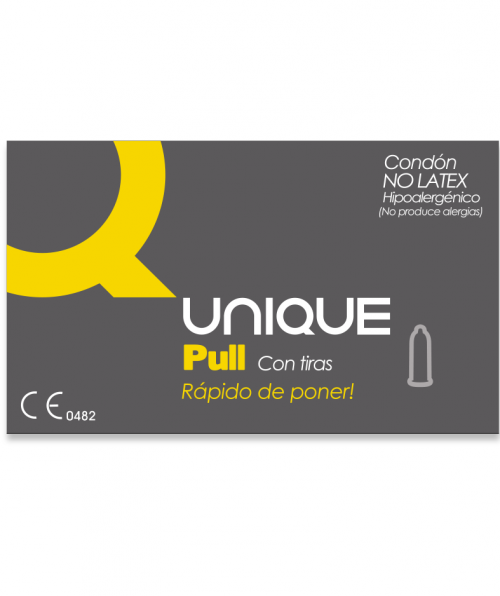 Condón
NO LATEX
Hipoalergénico
(No produce alergias)
UNIQUE
Pull Con tiras
Rápido de poner!
CE 0482